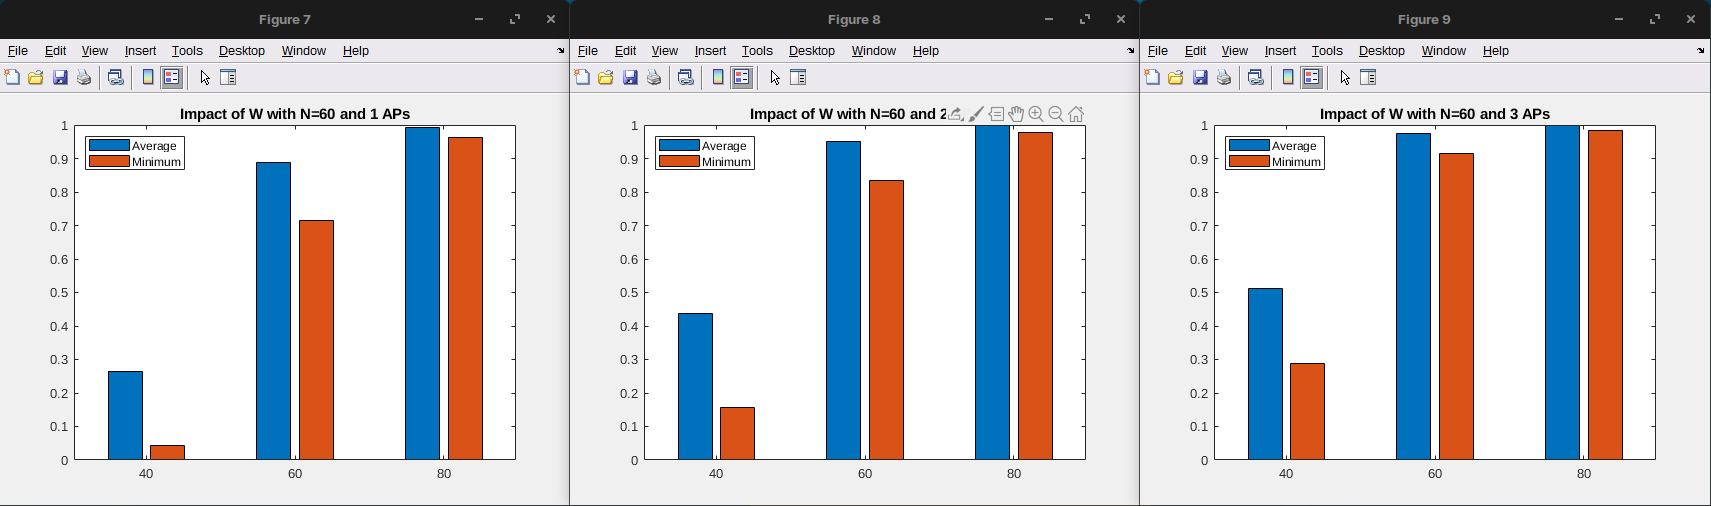 Figure 7
File Edit View Insert Tools Desktop Window Help
Impact of W with N=60 and 1 APs
1
0.9
0.8
0.7
0.6
0.5
0.4
0.3
0.2
0.1
0
Average
Minimum
40 60 80
Figure 8
File Edit View Insert Tools Desktop Window Help
Impact of W with N=60 and 2
1
0.9
0.8
0.7
0.6
0.5
0.4
0.3
0.2
0.1
0
Average
Minimum
40 60 80
Figure 9
File Edit View Insert Tools Desktop Window Help
Impact of W with N=60 and 3 APs
1
0.9
0.8
0.7
0.6
0.5
0.4
0.3
0.2
0.1
0
Average
Minimum
40 60 80